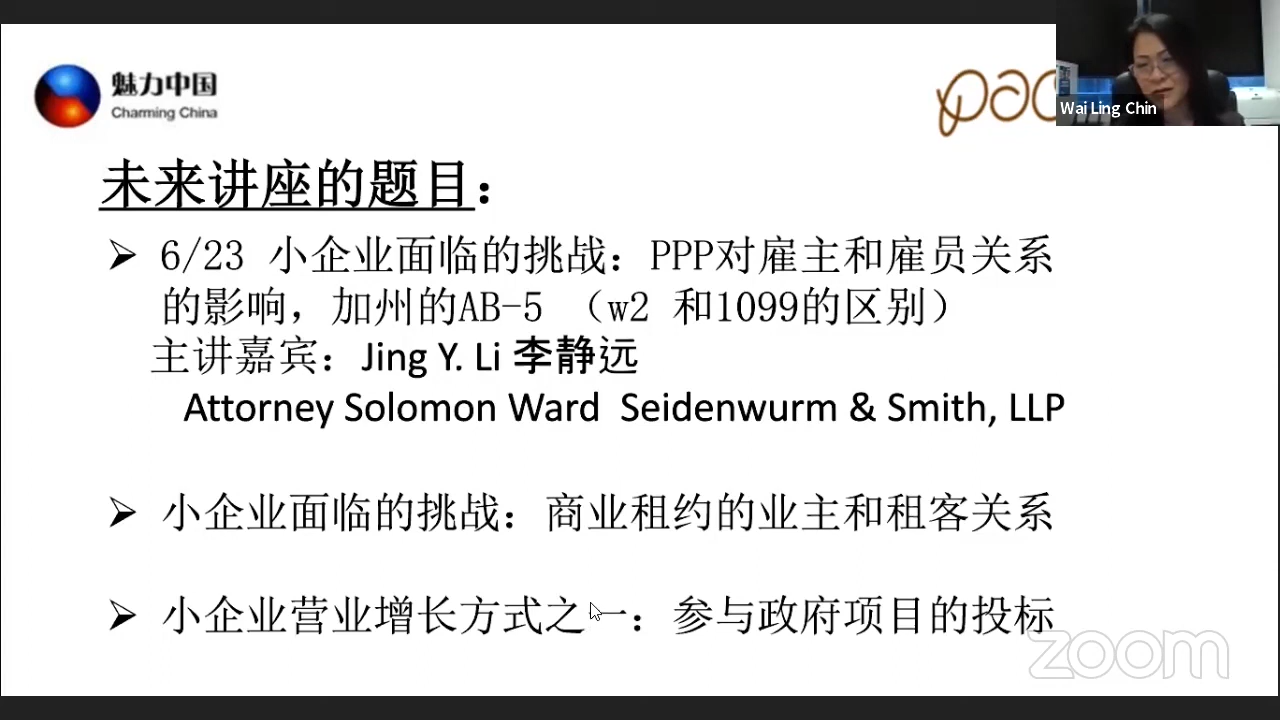 魅力中国
Charming China
Wai Ling Chin
未来讲座的题目：
6/23 小企业面临的挑战：PPP对雇主和雇员关系
的影响，加州的AB-5 （w2 和1099的区别）
主讲嘉宾：Jing Y. Li 李静远
Attorney Solomon Ward Seidenwurm & Smith, LLP
小企业面临的挑战：商业租约的业主和租客关系
小企业营业增长方式之一：参与政府项目的投标
zoom